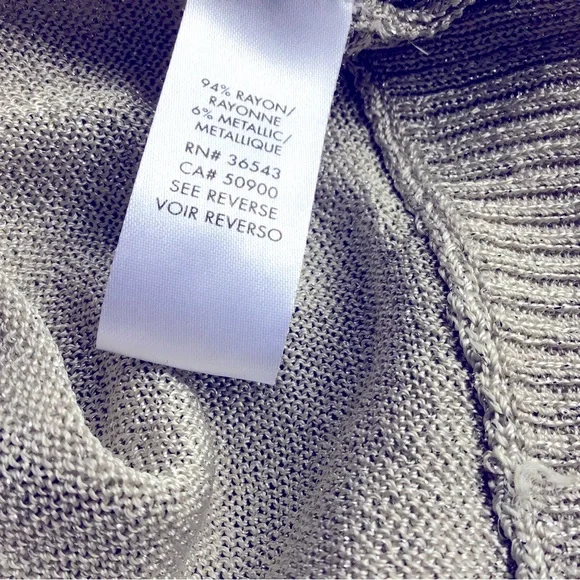 94% RAYON/
RAYONNE
6% METALLIC/
METALLIQUE
RN# 36543
CA# 50900
SEE REVERSE
VOIR REVERSO